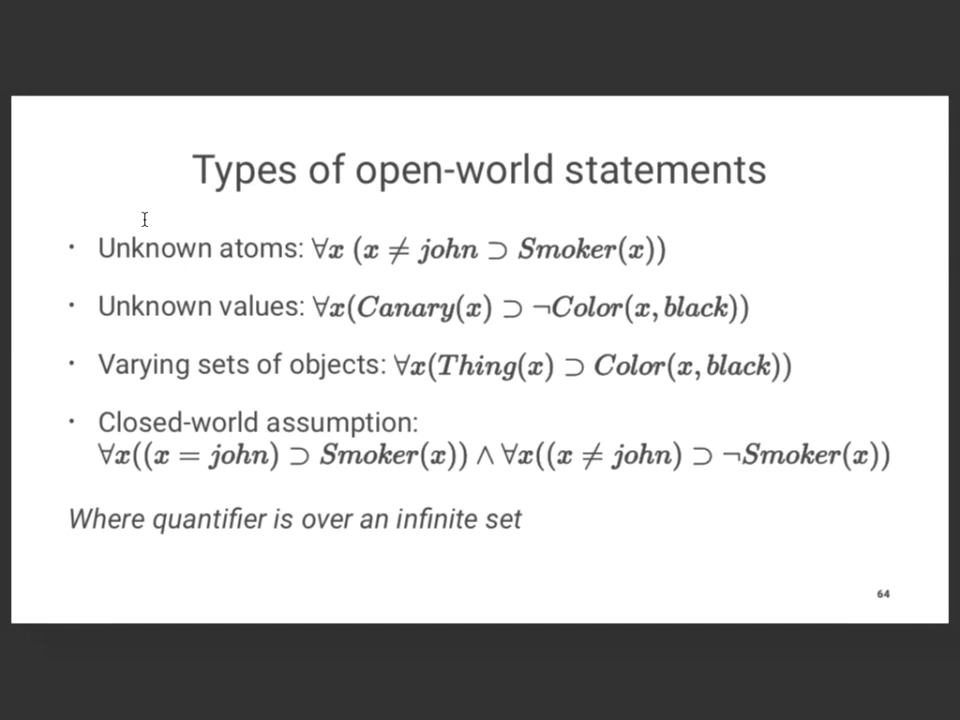 Types of open-world statements
• Unknown atoms: ∀x (x ≠ john ⊃ Smoker(x))
• Unknown values: ∀x(Canary(x) ⊃ ¬Color(x, black))
• Varying sets of objects: ∀x(Thing(x) ⊃ Color(x, black))
• Closed-world assumption:
∀x((x = john) ⊃ Smoker(x)) ∧ ∀x((x ≠ john) ⊃ ¬Smoker(x))
Where quantifier is over an infinite set
64